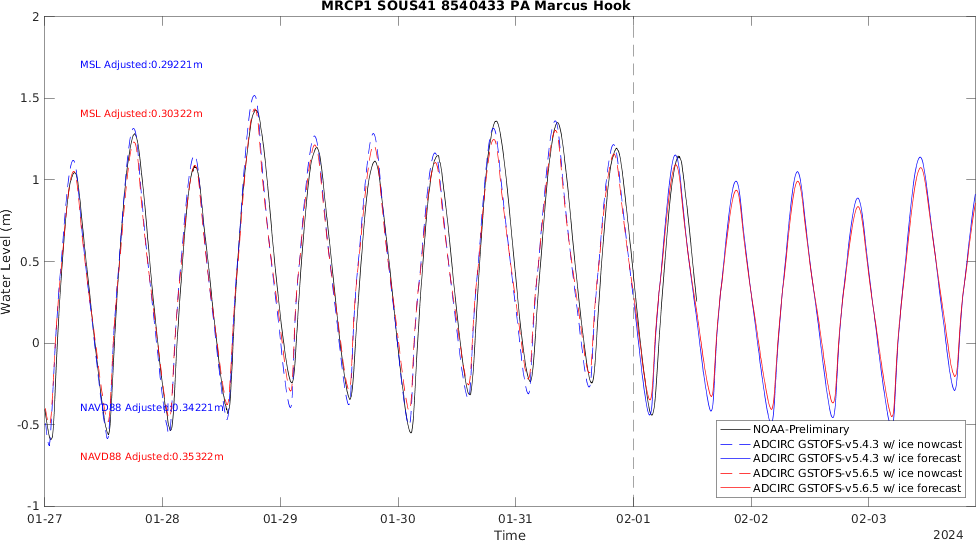 MRCP1 SOUS41 8540433 PA Marcus Hook
2
1.5
1
0.5
0
-0.5
-1
Water Level (m)
MSL Adjusted:0.29221m
MSL Adjusted:0.30322m
NAVD88 Adjusted:0.34221m
NAVD88 Adjusted:0.35322m
NOAA-Preliminary
ADCIRC GSTOFS-v5.4.3 w/ ice nowcast
ADCIRC GSTOFS-v5.4.3 w/ ice forecast
ADCIRC GSTOFS-v5.6.5 w/ ice nowcast
ADCIRC GSTOFS-v5.6.5 w/ ice forecast
01-27 01-28 01-29 01-30 01-31 02-01 02-02 02-03
Time
2024